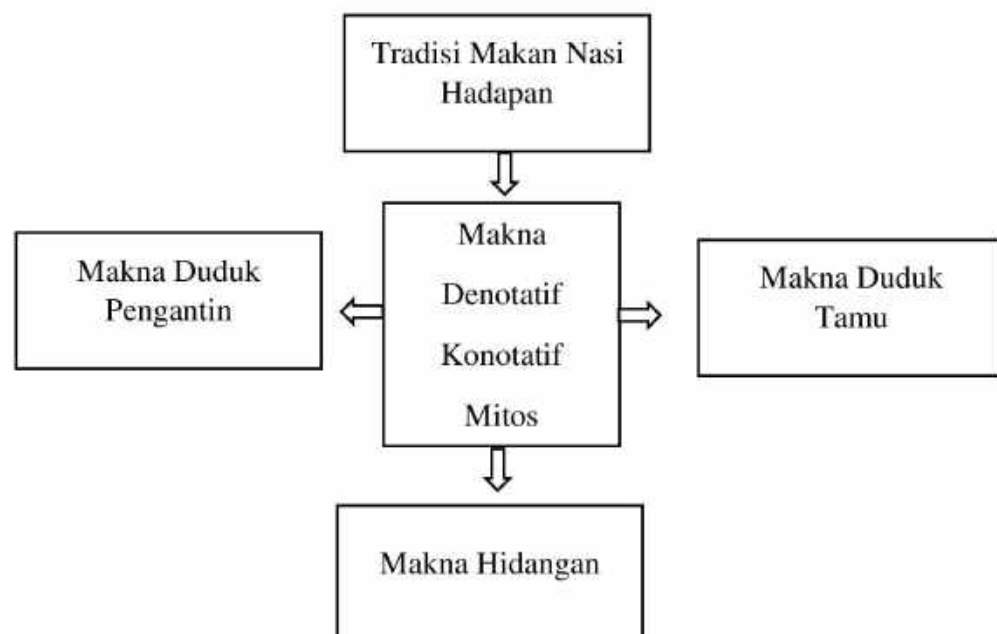 Tradisi Makan Nasi
Hadapan
Makna Duduk
Pengantin
Makna
Denotatif
Konotatif
Mitos
Makna Duduk
Tamu
Makna Hidangan